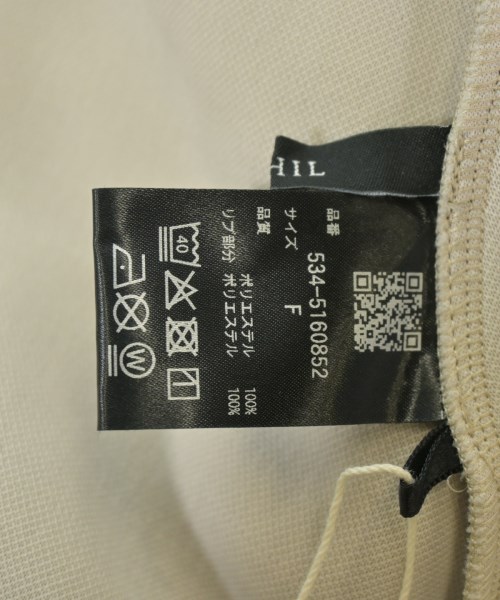 HIL
品番 534-5160852
サイズ F
品質 ポリエステル 100%
リブ部分 ポリエステル 100%
40
W